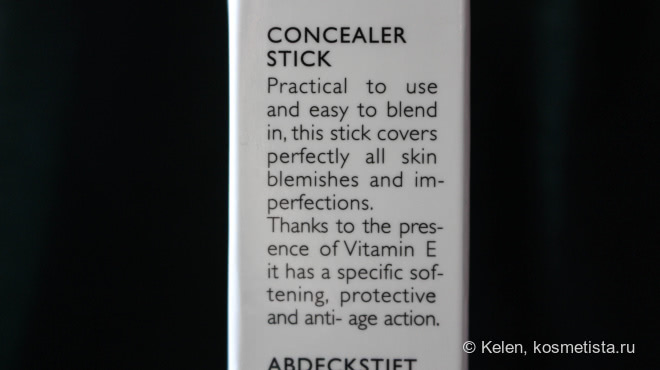 CONCEALER
STICK
Practical to use
and easy to blend
in, this stick covers
perfectly all skin
blemishes and im-
perfections.
Thanks to the pres-
ence of Vitamin E
it has a specific sof-
tening, protective
and anti- age action.
ABDECKSTIFT
© Kelen, kosmetista.ru